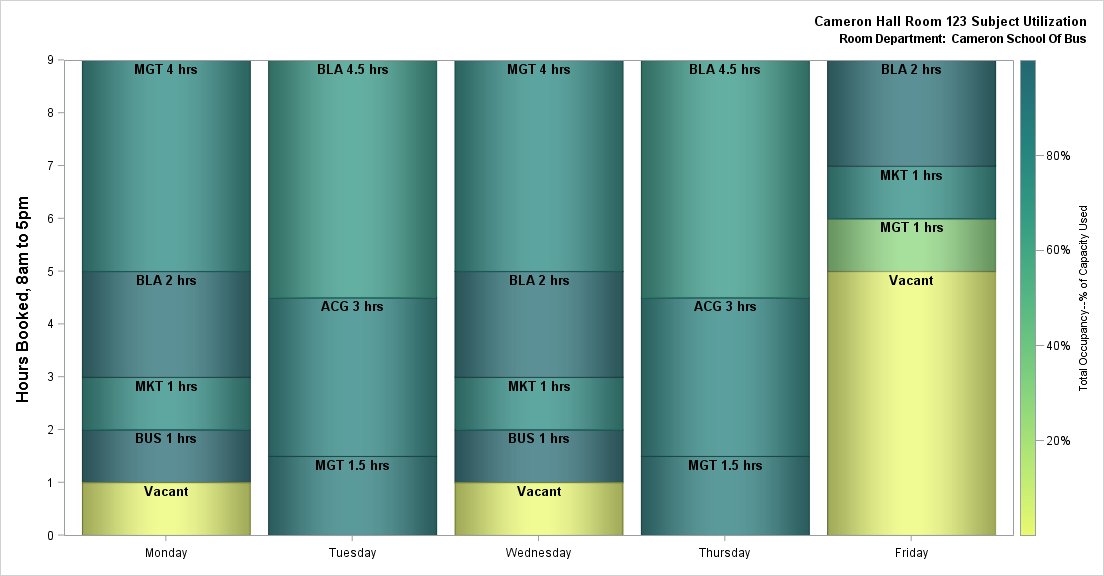 Cameron Hall Room 123 Subject Utilization
Room Department: Cameron School Of Bus
Hours Booked, 8am to 5pm
9
8
7
6
5
4
3
2
1
0
MGT 4 hrs
BLA 2 hrs
MKT 1 hrs
BUS 1 hrs
Vacant
BLA 4.5 hrs
ACG 3 hrs
MGT 1.5 hrs
MGT 4 hrs
BLA 2 hrs
MKT 1 hrs
BUS 1 hrs
Vacant
BLA 4.5 hrs
ACG 3 hrs
MGT 1.5 hrs
BLA 2 hrs
MKT 1 hrs
MGT 1 hrs
Vacant
Monday
Tuesday
Wednesday
Thursday
Friday
80%
60%
40%
20%
Total Occupancy--% of Capacity Used